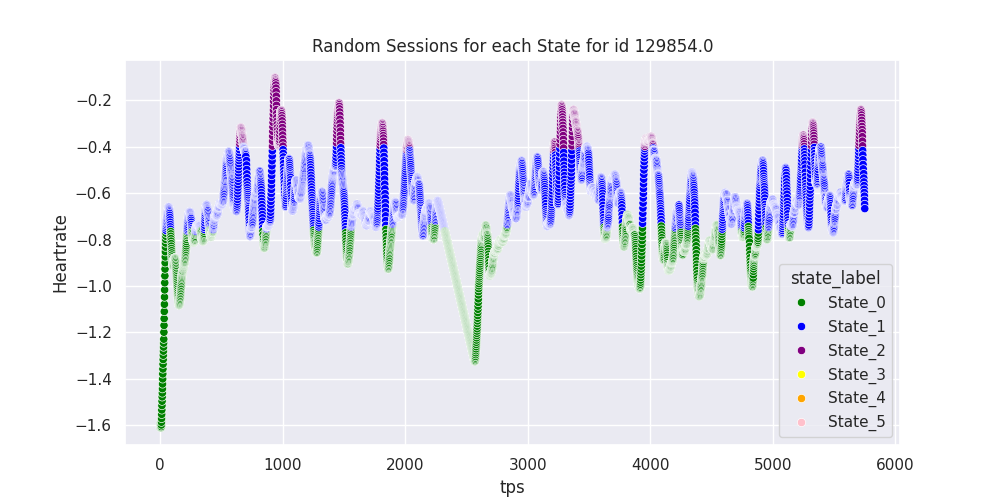 Random Sessions for each State for id 129854.0
Heartrate
−0.2
−0.4
−0.6
−0.8
−1.0
−1.2
−1.4
−1.6
state_label
State_0
State_1
State_2
State_3
State_4
State_5
0
1000
2000
3000
4000
5000
6000
tps